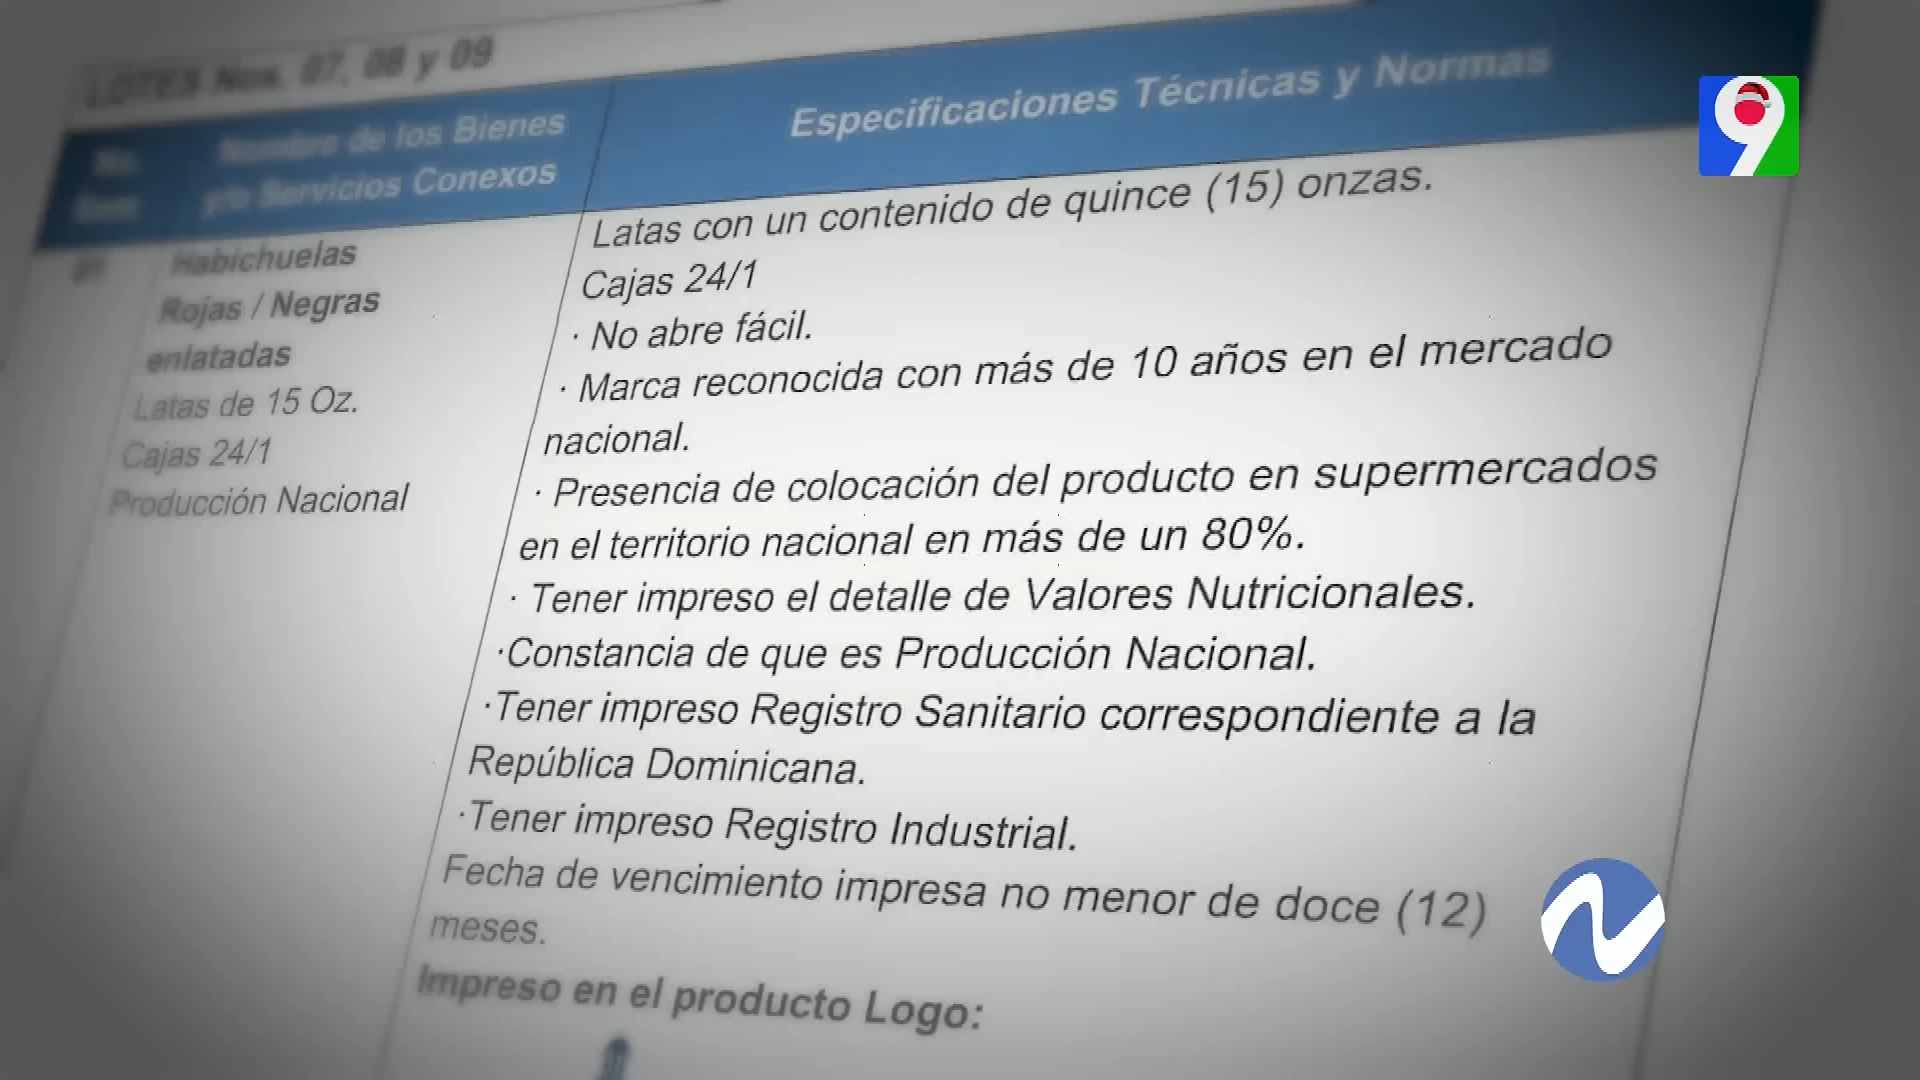 LOTES Nos. 07, 08 y 09
No. Ítem
Nombre de los Bienes
y/o Servicios Conexos
Especificaciones Técnicas y Normas
01
Habichuelas
Rojas / Negras
enlatadas
Latas de 15 Oz.
Cajas 24/1
Producción Nacional
Latas con un contenido de quince (15) onzas.
Cajas 24/1
· No abre fácil.
· Marca reconocida con más de 10 años en el mercado
nacional.
· Presencia de colocación del producto en supermercados
en el territorio nacional en más de un 80%.
· Tener impreso el detalle de Valores Nutricionales.
·Constancia de que es Producción Nacional.
·Tener impreso Registro Sanitario correspondiente a la
República Dominicana.
·Tener impreso Registro Industrial.
Fecha de vencimiento impresa no menor de doce (12)
meses.
Impreso en el producto Logo:
9